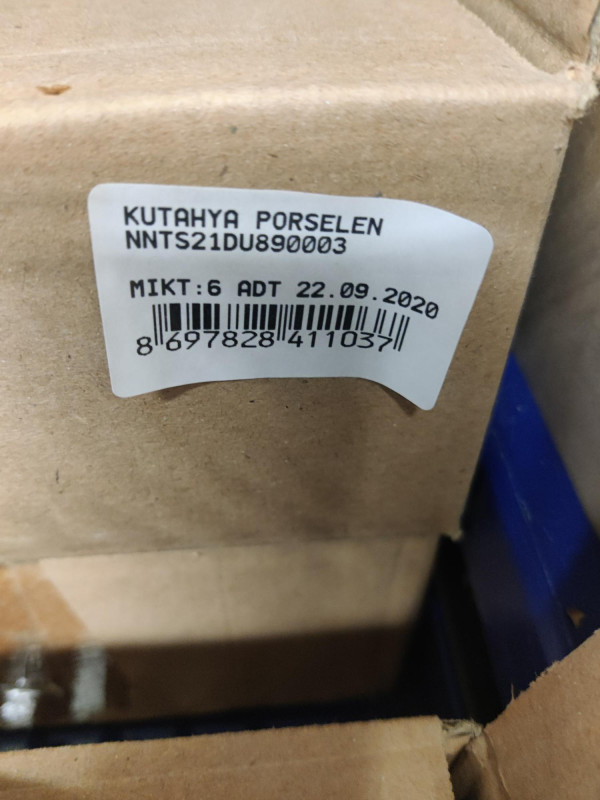 KUTAHYA PORSELEN
NNTS21DU890003
MIKT:6 ADT 22.09.2020
8 697828 411037